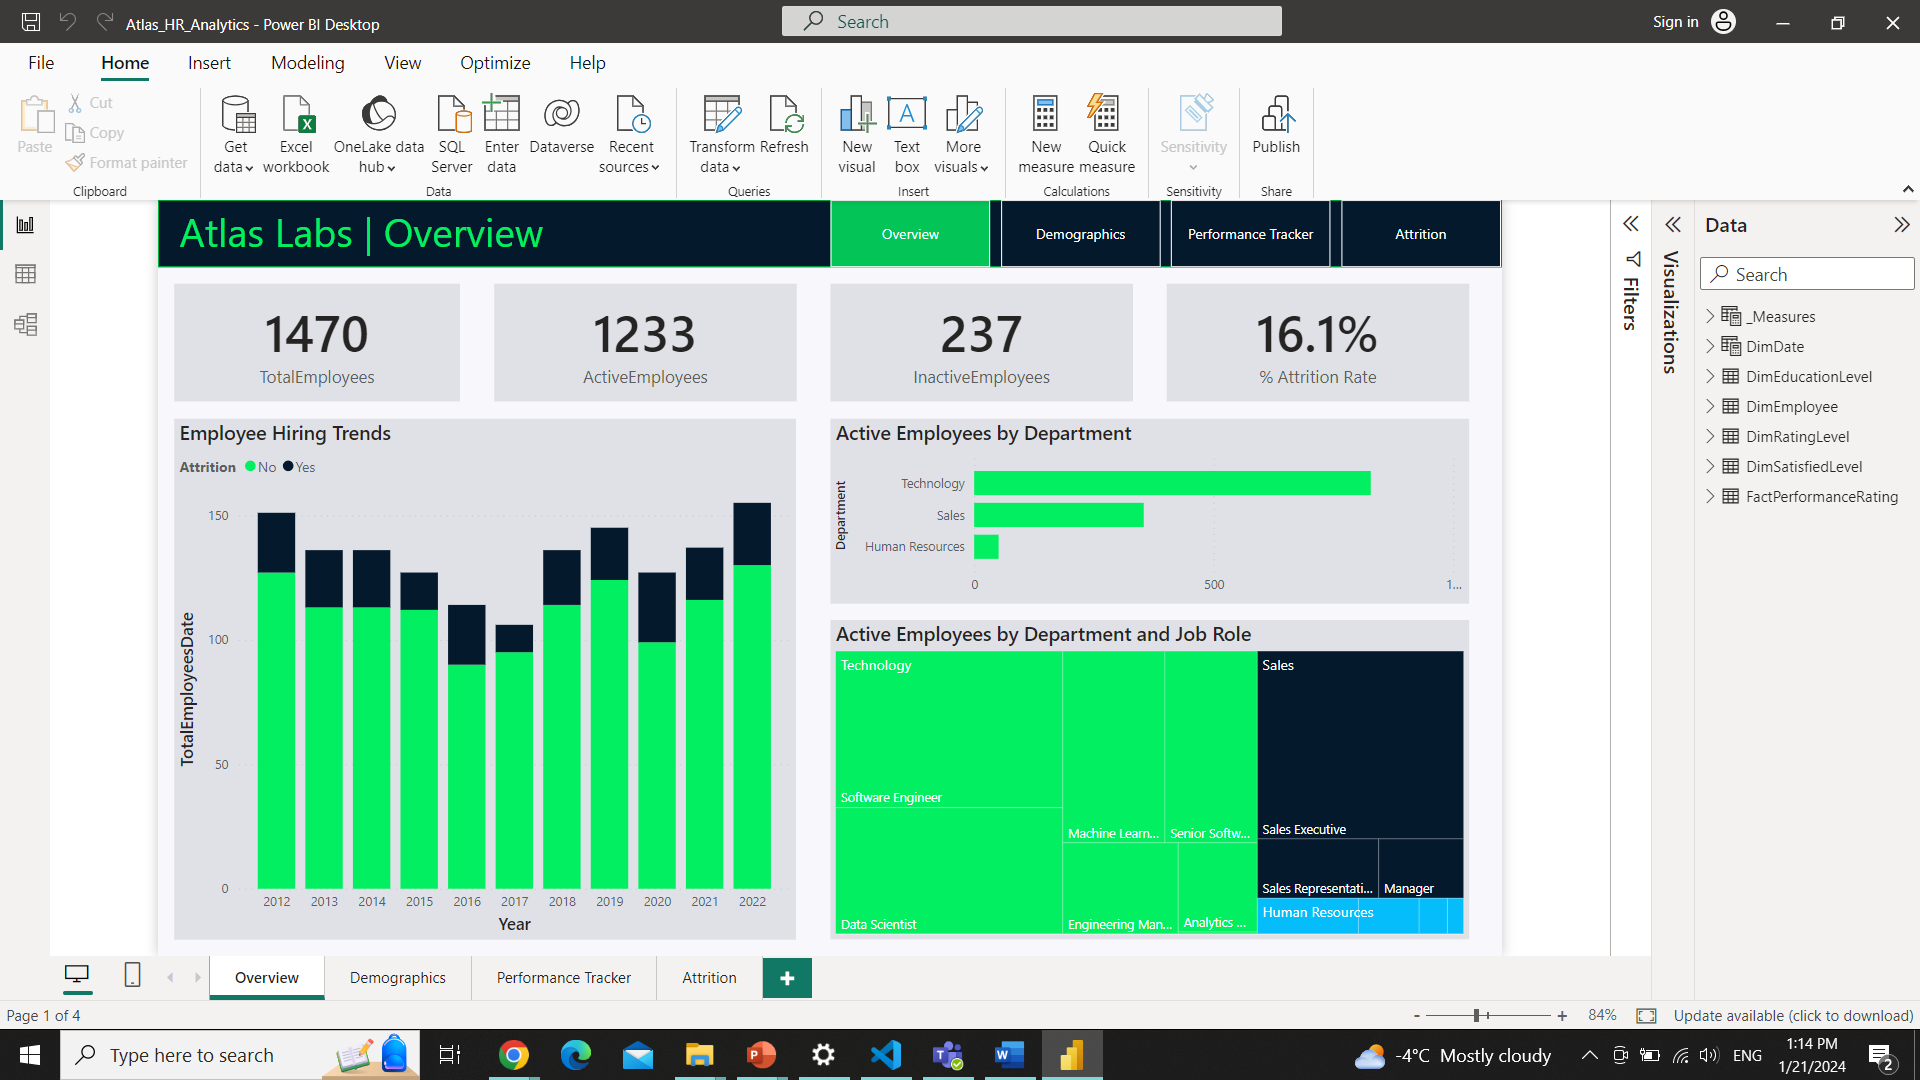 Atlas_HR_Analytics - Power BI Desktop
Search
Sign in
File Home Insert Modeling View Optimize Help
Paste
Cut
Copy
Format painter
Clipboard
Get data
Excel workbook
OneLake data hub
SQL Server
Enter data
Dataverse
Recent sources
Data
Transform data
Refresh
Queries
New visual
Text box
More visuals
Insert
New measure
Quick measure
Calculations
Sensitivity
Sensitivity
Publish
Share
Atlas Labs | Overview
Overview
Demographics
Performance Tracker
Attrition
1470
TotalEmployees
1233
ActiveEmployees
237
InactiveEmployees
16.1%
% Attrition Rate
Employee Hiring Trends
Attrition No Yes
TotalEmployeesDate
150
100
50
0
2012 2013 2014 2015 2016 2017 2018 2019 2020 2021 2022
Year
Active Employees by Department
Department
Technology
Sales
Human Resources
0 500 1...
Active Employees by Department and Job Role
Technology
Software Engineer
Data Scientist
Machine Learn...
Senior Softw...
Engineering Man...
Analytics ...
Sales
Sales Executive
Sales Representati...
Manager
Human Resources
Filters
Visualizations
Data
Search
_Measures
DimDate
DimEducationLevel
DimEmployee
DimRatingLevel
DimSatisfiedLevel
FactPerformanceRating
Overview
Demographics
Performance Tracker
Attrition
+
Page 1 of 4
- + 84%
Update available (click to download)
Type here to search
-4°C Mostly cloudy
ENG
1:14 PM
1/21/2024
2